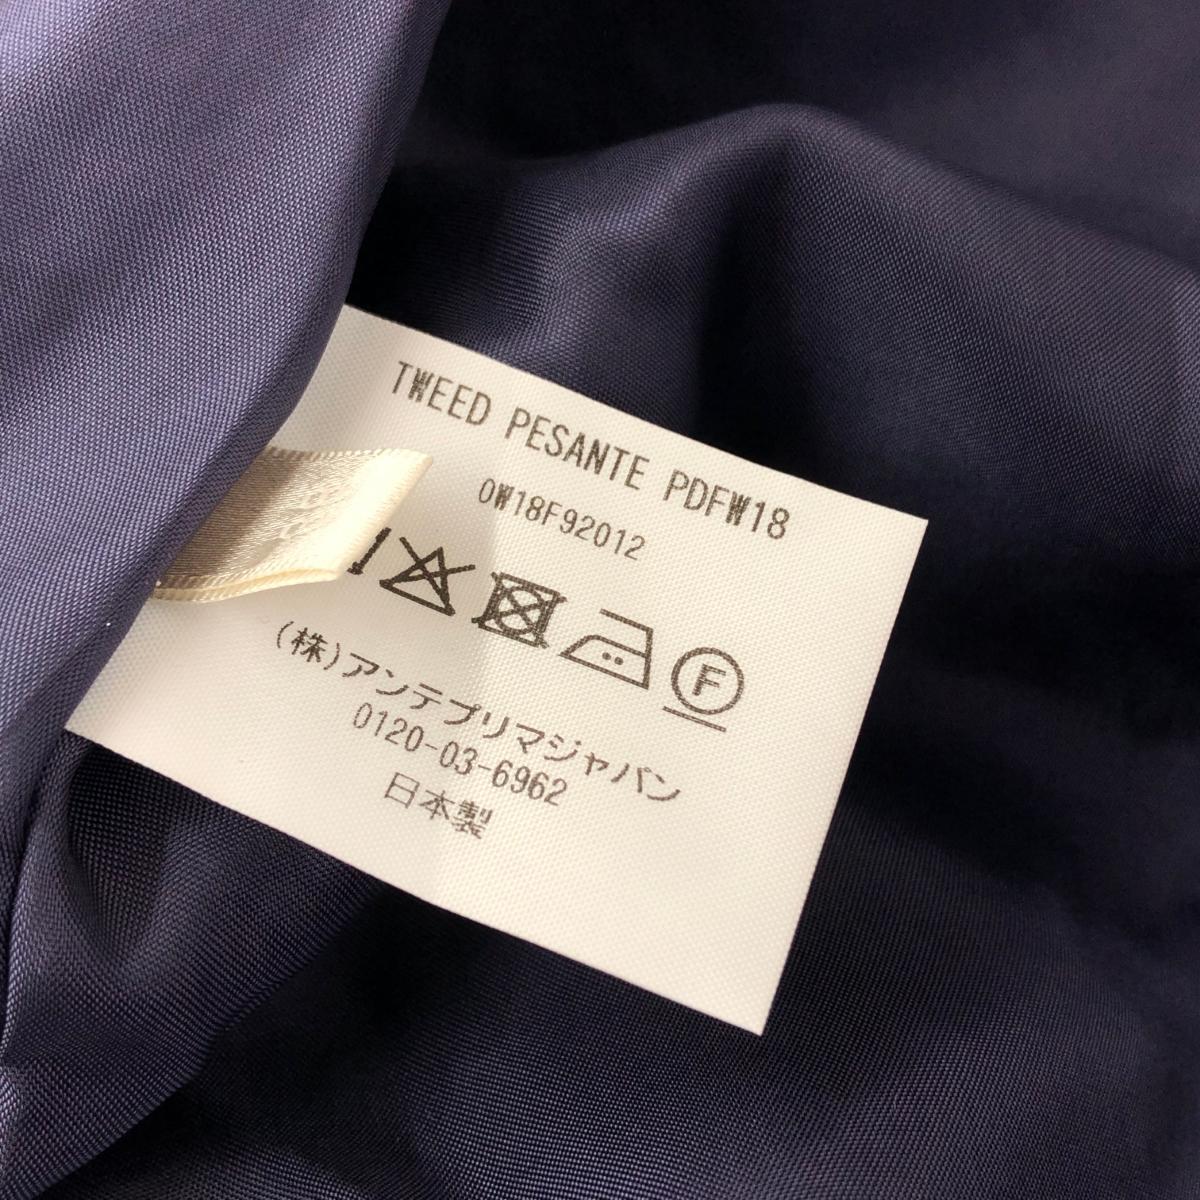 TWEED PESANTE PDFW18
0W18F92012
F
(株)アンテプリマジャパン
0120-03-6962
日本製